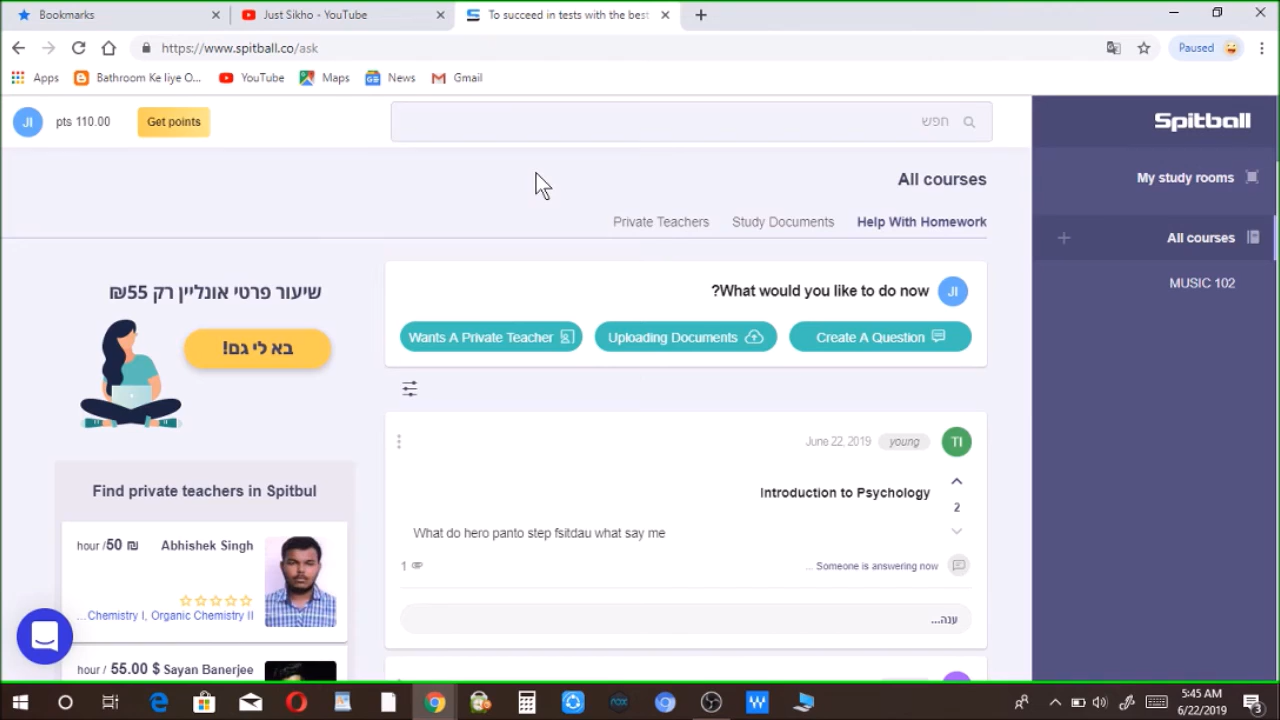 Bookmarks
Just Sikho - YouTube
To succeed in tests with the best
https://www.spitball.co/ask
Paused
Apps
Bathroom Ke liye O...
YouTube
Maps
News
Gmail
JI
pts 110.00
Get points
חפש
Spitball
All courses
My study rooms
Private Teachers
Study Documents
Help With Homework
All courses
MUSIC 102
שיעור פרטי אונליין רק 55₪
בא לי גם!
?What would you like to do now
JI
Wants A Private Teacher
Uploading Documents
Create A Question
June 22, 2019
young
TI
Introduction to Psychology
2
What do hero panto step fsitdau what say me
1
... Someone is answering now
ענה...
Find private teachers in Spitbul
hour /50 ₪
Abhishek Singh
... Chemistry I, Organic Chemistry II
hour / 55.00 $ Sayan Banerjee
W
5:45 AM
6/22/2019
3